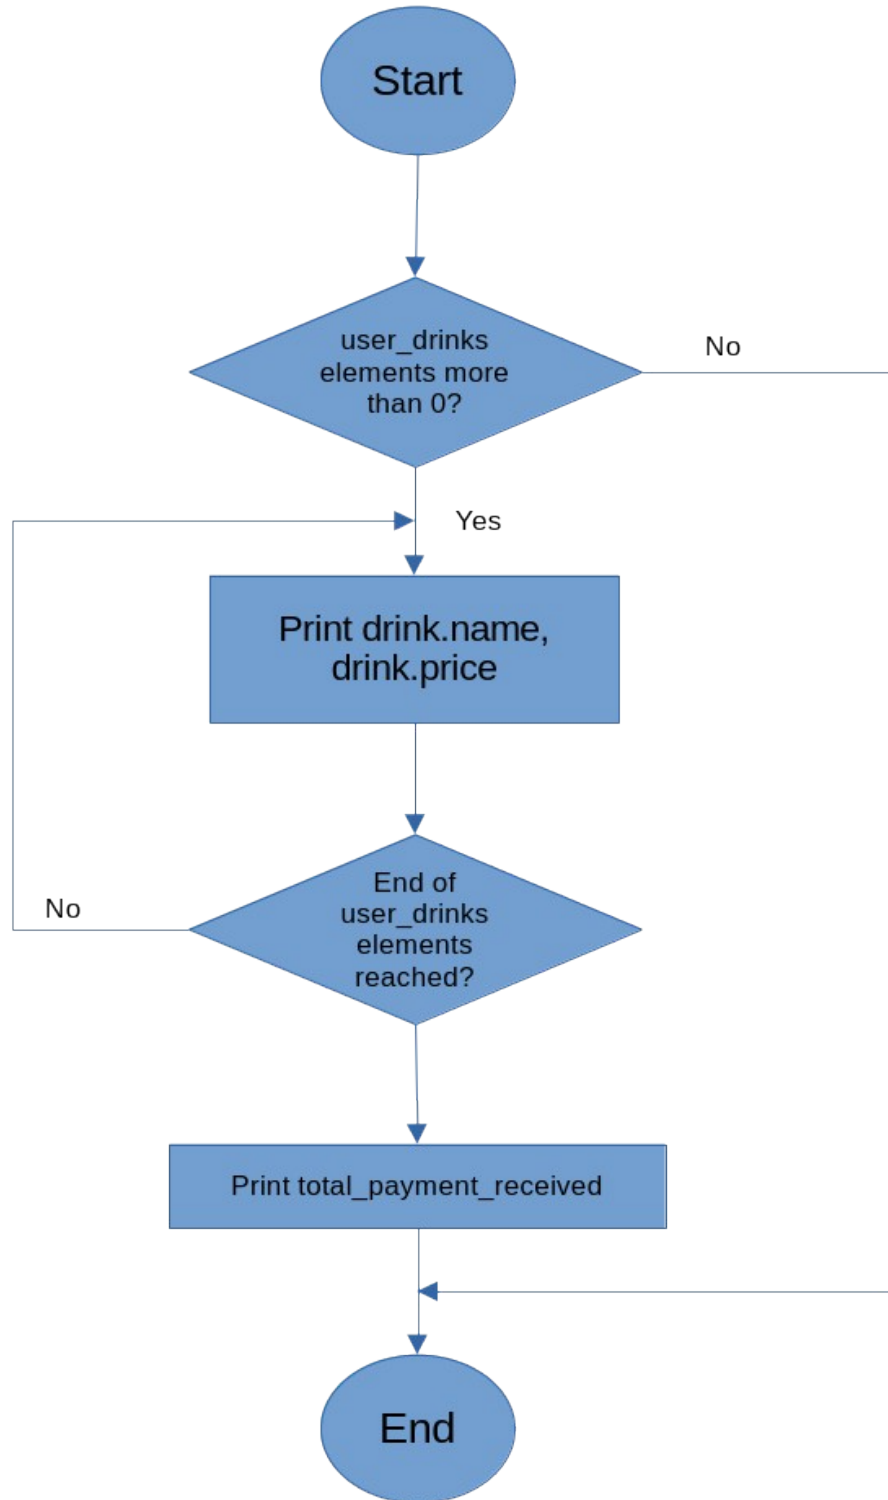 Start
user_drinks
elements more
than 0?
No
Yes
Print drink.name,
drink.price
End of
user_drinks
elements
reached?
No
Print total_payment_received
End